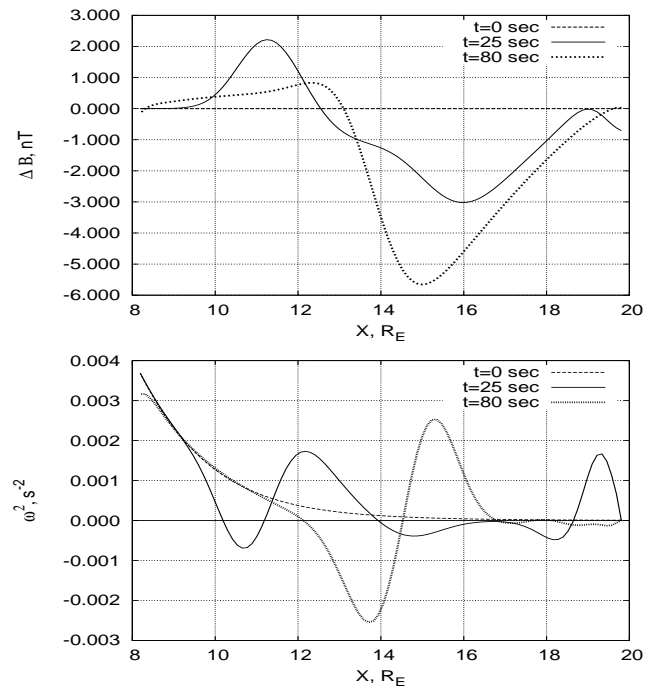 3.000
2.000
1.000
0.000
-1.000
-2.000
-3.000
-4.000
-5.000
-6.000
Δ B, nT
t=0 sec
t=25 sec
t=80 sec
8 10 12 14 16 18 20
X, R_E
0.004
0.003
0.002
0.001
0.000
-0.001
-0.002
-0.003
ω², s⁻²
t=0 sec
t=25 sec
t=80 sec
8 10 12 14 16 18 20
X, R_E